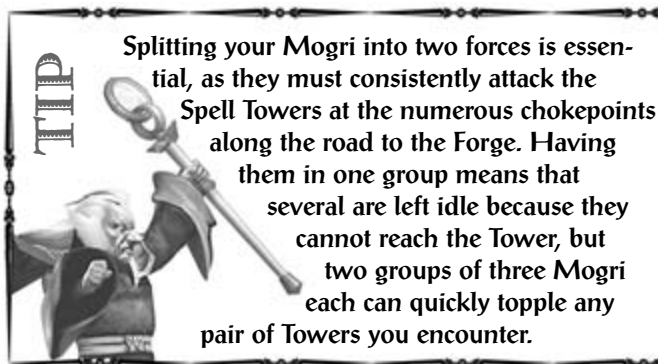 TIP
Splitting your Mogri into two forces is essen-
tial, as they must consistently attack the
Spell Towers at the numerous chokepoints
along the road to the Forge. Having
them in one group means that
several are left idle because they
cannot reach the Tower, but
two groups of three Mogri
each can quickly topple any
pair of Towers you encounter.